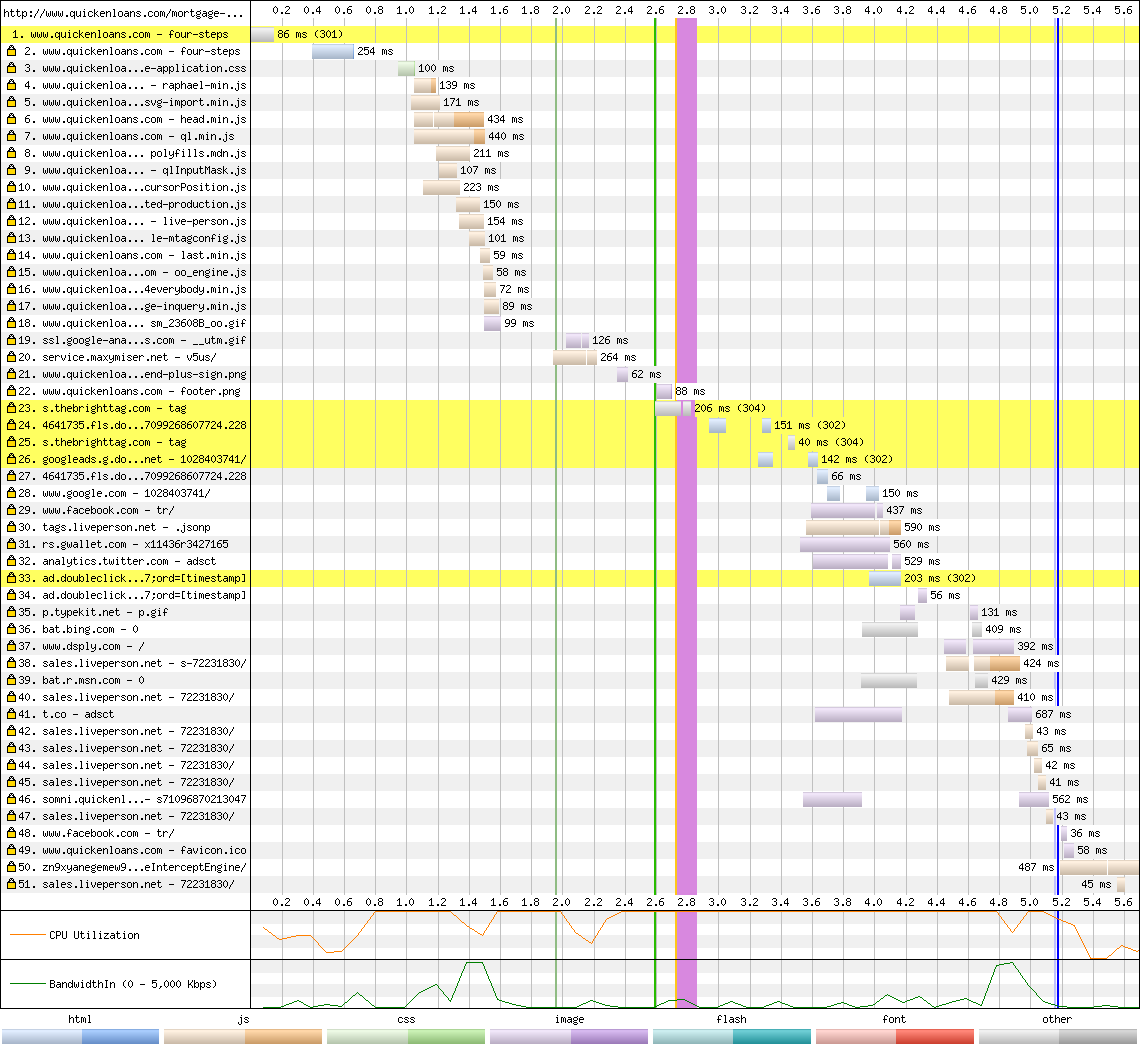 http://www.quickenloans.com/mortgage-... 0.2 0.4 0.6 0.8 1.0 1.2 1.4 1.6 1.8 2.0 2.2 2.4 2.6 2.8 3.0 3.2 3.4 3.6 3.8 4.0 4.2 4.4 4.6 4.8 5.0 5.2 5.4 5.6
1. www.quickenloans.com - four-steps 86 ms (301)
2. www.quickenloans.com - four-steps 254 ms
3. www.quickenloa...e-application.css 100 ms
4. www.quickenloa... - raphael-min.js 139 ms
5. www.quickenloa...svg-import.min.js 171 ms
6. www.quickenloans.com - head.min.js 434 ms
7. www.quickenloans.com - ql.min.js 440 ms
8. www.quickenloa... polyfills.mdn.js 211 ms
9. www.quickenloa... - qlInputMask.js 107 ms
10. www.quickenloa...cursorPosition.js 223 ms
11. www.quickenloa...ted-production.js 150 ms
12. www.quickenloa... - live-person.js 154 ms
13. www.quickenloa... le-mtagconfig.js 101 ms
14. www.quickenloans.com - last.min.js 59 ms
15. www.quickenloa...om - oo_engine.js 58 ms
16. www.quickenloa...4everybody.min.js 72 ms
17. www.quickenloa...ge-inquery.min.js 89 ms
18. www.quickenloa... sm_23608B_oo.gif 99 ms
19. ssl.google-ana...s.com - __utm.gif 126 ms
20. service.maxymiser.net - v5us/ 264 ms
21. www.quickenloa...end-plus-sign.png 62 ms
22. www.quickenloans.com - footer.png 88 ms
23. s.thebrighttag.com - tag 206 ms (304)
24. 4641735.fls.do...7099268607724.228 151 ms (302)
25. s.thebrighttag.com - tag 40 ms (304)
26. googleads.g.do...net - 1028403741/ 142 ms (302)
27. 4641735.fls.do...7099268607724.228 66 ms
28. www.google.com - 1028403741/ 150 ms
29. www.facebook.com - tr/ 437 ms
30. tags.liveperson.net - .jsonp 590 ms
31. rs.gwallet.com - x11436r3427165 560 ms
32. analytics.twitter.com - adsct 529 ms
33. ad.doubleclick...7;ord=[timestamp] 203 ms (302)
34. ad.doubleclick...7;ord=[timestamp] 56 ms
35. p.typekit.net - p.gif 131 ms
36. bat.bing.com - 0 409 ms
37. www.dsply.com - / 392 ms
38. sales.liveperson.net - s-72231830/ 424 ms
39. bat.r.msn.com - 0 429 ms
40. sales.liveperson.net - 72231830/ 410 ms
41. t.co - adsct 687 ms
42. sales.liveperson.net - 72231830/ 43 ms
43. sales.liveperson.net - 72231830/ 65 ms
44. sales.liveperson.net - 72231830/ 42 ms
45. sales.liveperson.net - 72231830/ 41 ms
46. somni.quickenl...- s71096870213047 562 ms
47. sales.liveperson.net - 72231830/ 43 ms
48. www.facebook.com - tr/ 36 ms
49. www.quickenloans.com - favicon.ico 58 ms
50. zn9xyanegemew9...eInterceptEngine/ 487 ms
51. sales.liveperson.net - 72231830/ 45 ms
0.2 0.4 0.6 0.8 1.0 1.2 1.4 1.6 1.8 2.0 2.2 2.4 2.6 2.8 3.0 3.2 3.4 3.6 3.8 4.0 4.2 4.4 4.6 4.8 5.0 5.2 5.4 5.6
CPU Utilization
BandwidthIn (0 - 5,000 Kbps)
html js css image flash font other